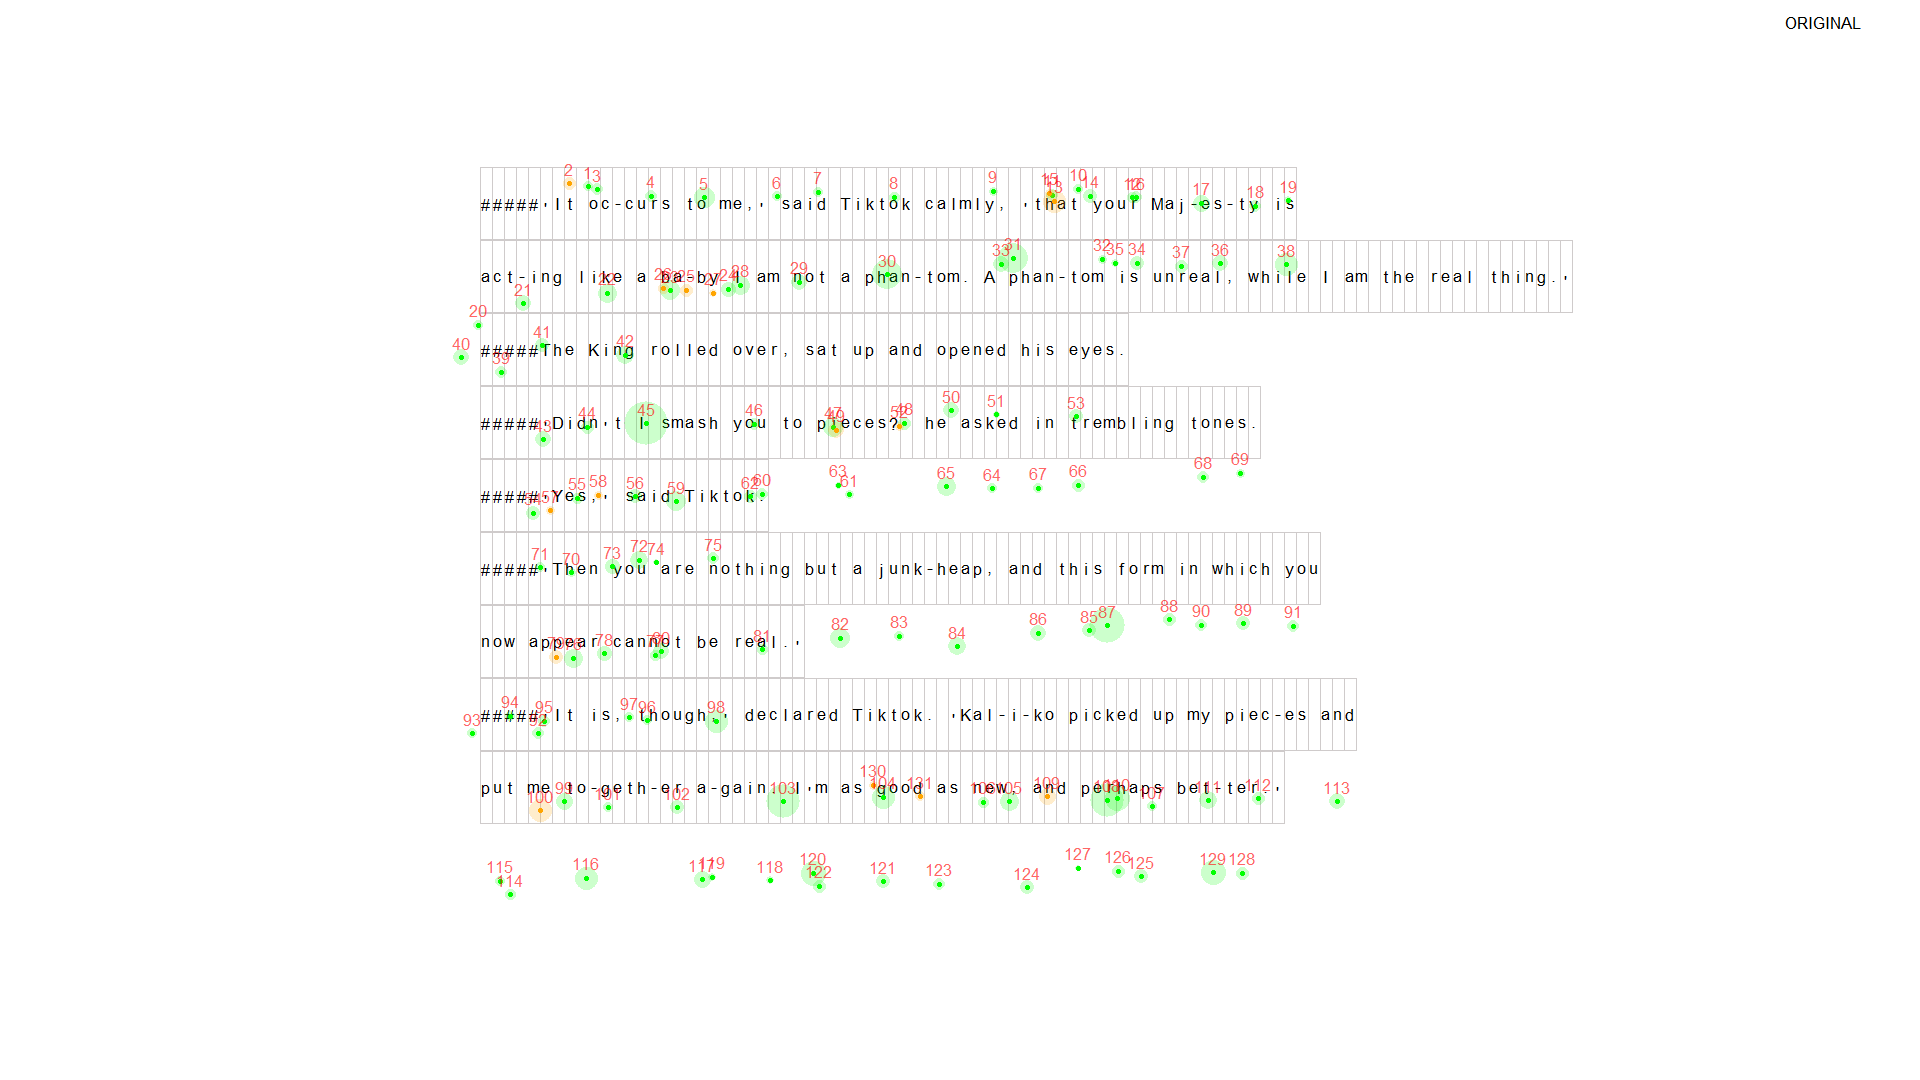 ORIGINAL
#####'It oc-curs to me,' said Tiktok calmly, 'that your Maj-es-ty is
act-ing like a ba-by I am not a phan-tom. A phan-tom is unreal, while I am the real thing.'
#####The King rolled over, sat up and opened his eyes.
#####'Didn't I smash you to pieces?' he asked in trembling tones.
#####'Yes,' said Tiktok.
#####'Then you are nothing but a junk-heap, and this form in which you
now appear cannot be real.'
#####'It is, though,' declared Tiktok. 'Kal-i-ko picked up my piec-es and
put me to-geth-er a-gain. I'm as good as new, and perhaps bet-ter.'